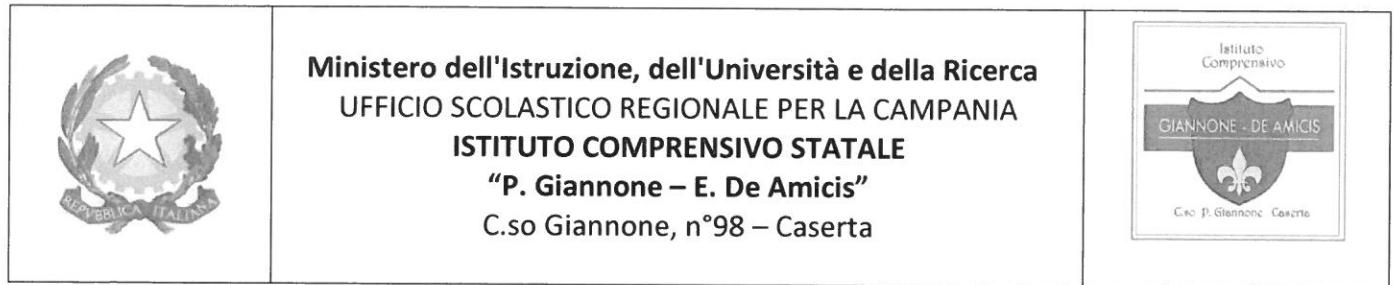 REPVBBLICA ITALIANA
Ministero dell'Istruzione, dell'Università e della Ricerca
UFFICIO SCOLASTICO REGIONALE PER LA CAMPANIA
ISTITUTO COMPRENSIVO STATALE
“P. Giannone – E. De Amicis”
C.so Giannone, n°98 – Caserta
Istituto
Comprensivo
GIANNONE - DE AMICIS
C.so P. Giannone Caserta